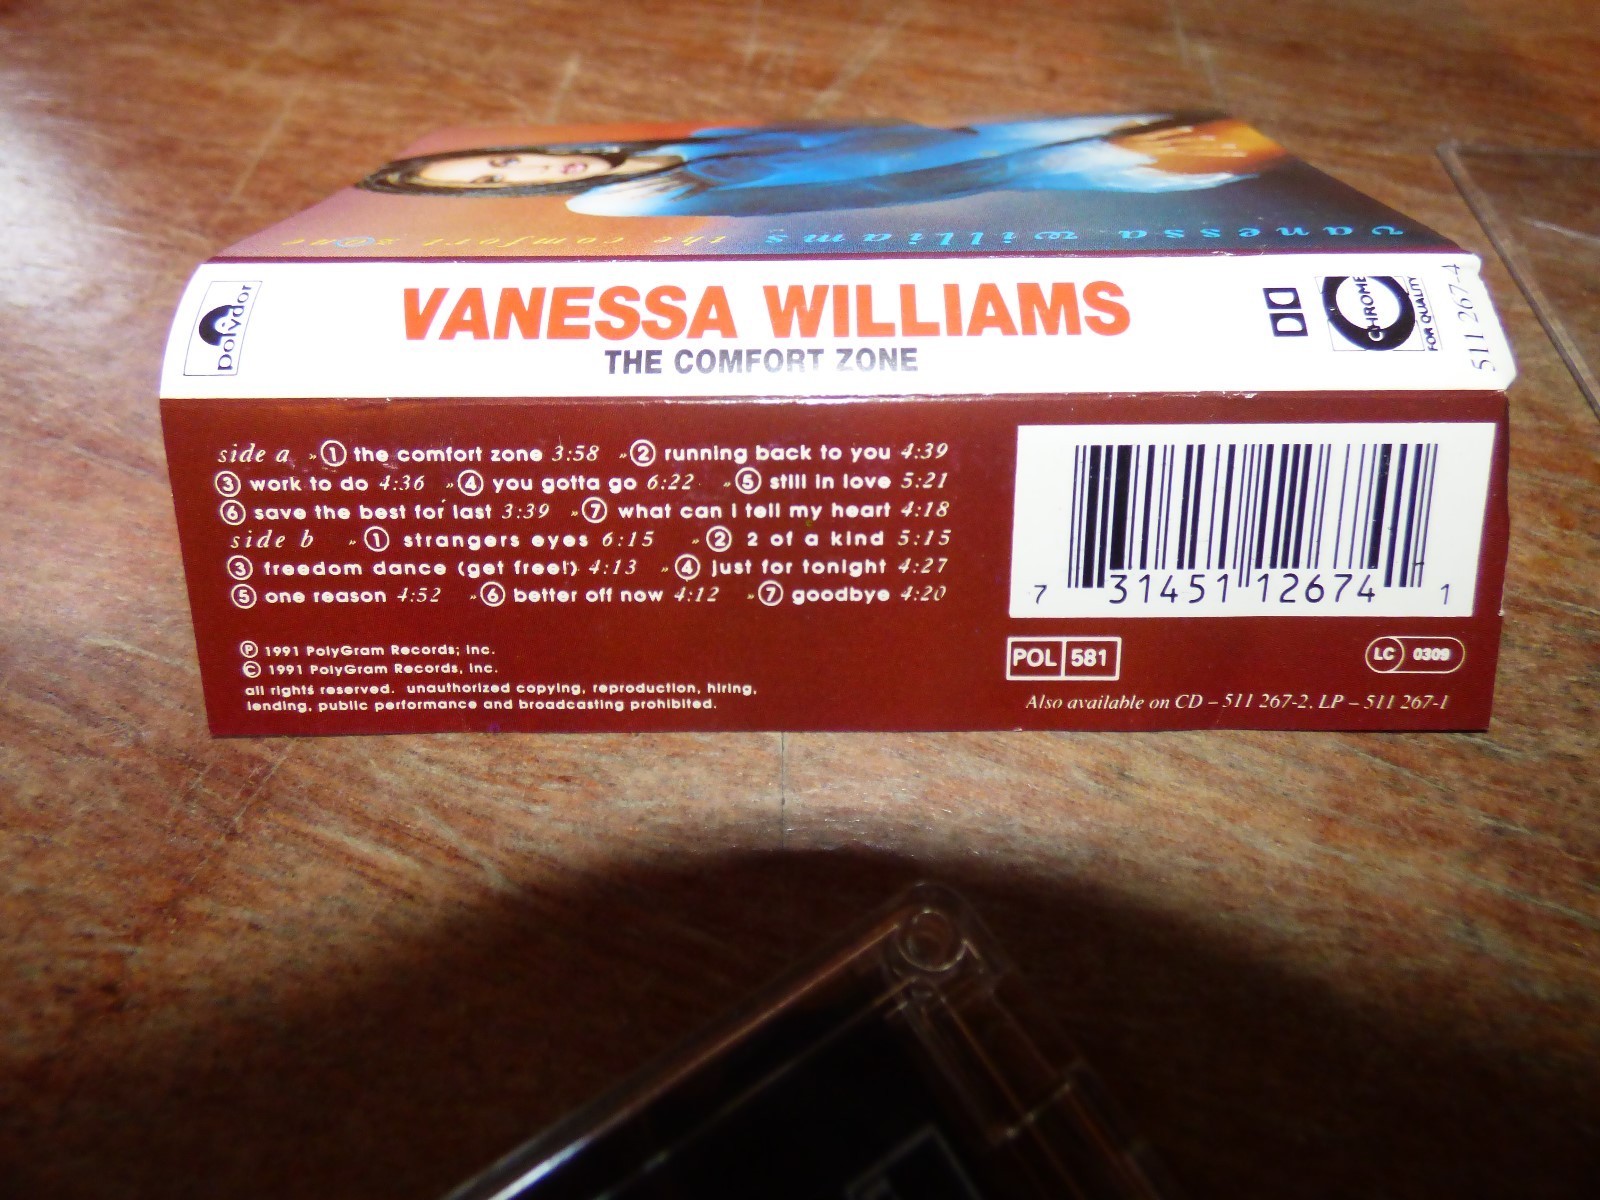 vanessa williams the comfort zone
polydor
VANESSA WILLIAMS
THE COMFORT ZONE
CHROME
FOR QUALITY
511 267-4
side a » ① the comfort zone 3:58 » ② running back to you 4:39
③ work to do 4:36 » ④ you gotta go 6:22 » ⑤ still in love 5:21
⑥ save the best for last 3:39 » ⑦ what can i tell my heart 4:18
side b » ① strangers eyes 6:15 » ② 2 of a kind 5:15
③ freedom dance (get free!) 4:13 » ④ just for tonight 4:27
⑤ one reason 4:52 » ⑥ better off now 4:12 » ⑦ goodbye 4:20
℗ 1991 PolyGram Records, Inc.
© 1991 PolyGram Records, Inc.
all rights reserved. unauthorized copying, reproduction, hiring,
lending, public performance and broadcasting prohibited.
7 31451 12674 1
POL 581
LC 0309
Also available on CD – 511 267-2, LP – 511 267-1